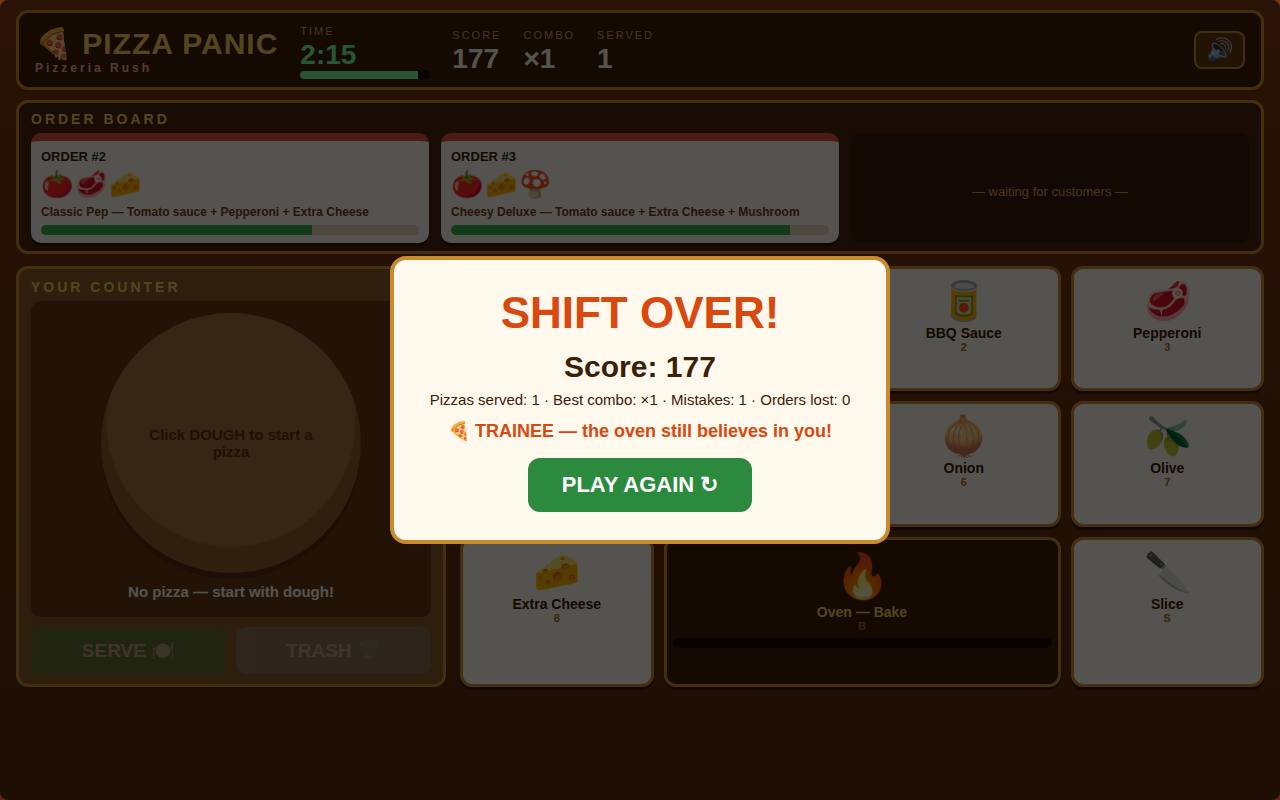 🍕 PIZZA PANIC
Pizzeria Rush
TIME
2:15
SCORE
177
COMBO
×1
SERVED
1
ORDER BOARD
ORDER #2
Classic Pep — Tomato sauce + Pepperoni + Extra Cheese
ORDER #3
Cheesy Deluxe — Tomato sauce + Extra Cheese + Mushroom
— waiting for customers —
YOUR COUNTER
Click DOUGH to start a
pizza
No pizza — start with dough!
SERVE 🍽
TRASH
SHIFT OVER!
Score: 177
Pizzas served: 1 · Best combo: ×1 · Mistakes: 1 · Orders lost: 0
🍕 TRAINEE — the oven still believes in you!
PLAY AGAIN ↻
BBQ Sauce
2
Pepperoni
3
Onion
6
Olive
7
Extra Cheese
8
Oven — Bake
B
Slice
S